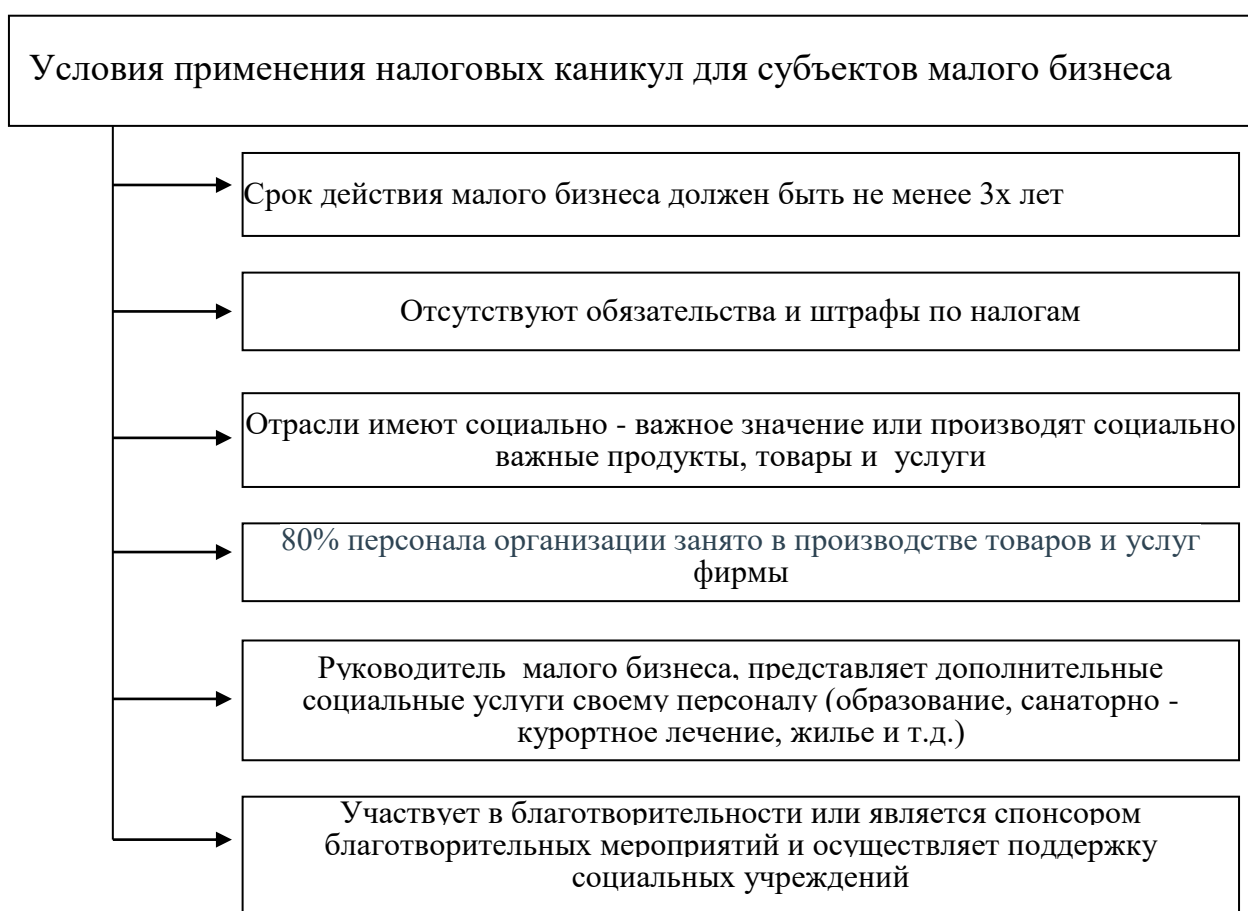 Условия применения налоговых каникул для субъектов малого бизнеса
Срок действия малого бизнеса должен быть не менее 3х лет
Отсутствуют обязательства и штрафы по налогам
Отрасли имеют социально - важное значение или производят социально
важные продукты, товары и услуги
80% персонала организации занято в производстве товаров и услуг
фирмы
Руководитель малого бизнеса, представляет дополнительные
социальные услуги своему персоналу (образование, санаторно -
курортное лечение, жилье и т.д.)
Участвует в благотворительности или является спонсором
благотворительных мероприятий и осуществляет поддержку
социальных учреждений